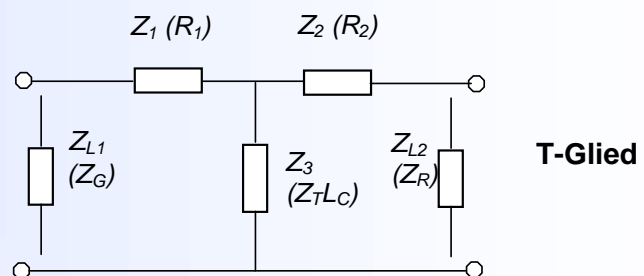 Z1 (R1)
Z2 (R2)
ZL1
(ZG)
Z3
(ZTLC)
ZL2
(ZR)
T-Glied